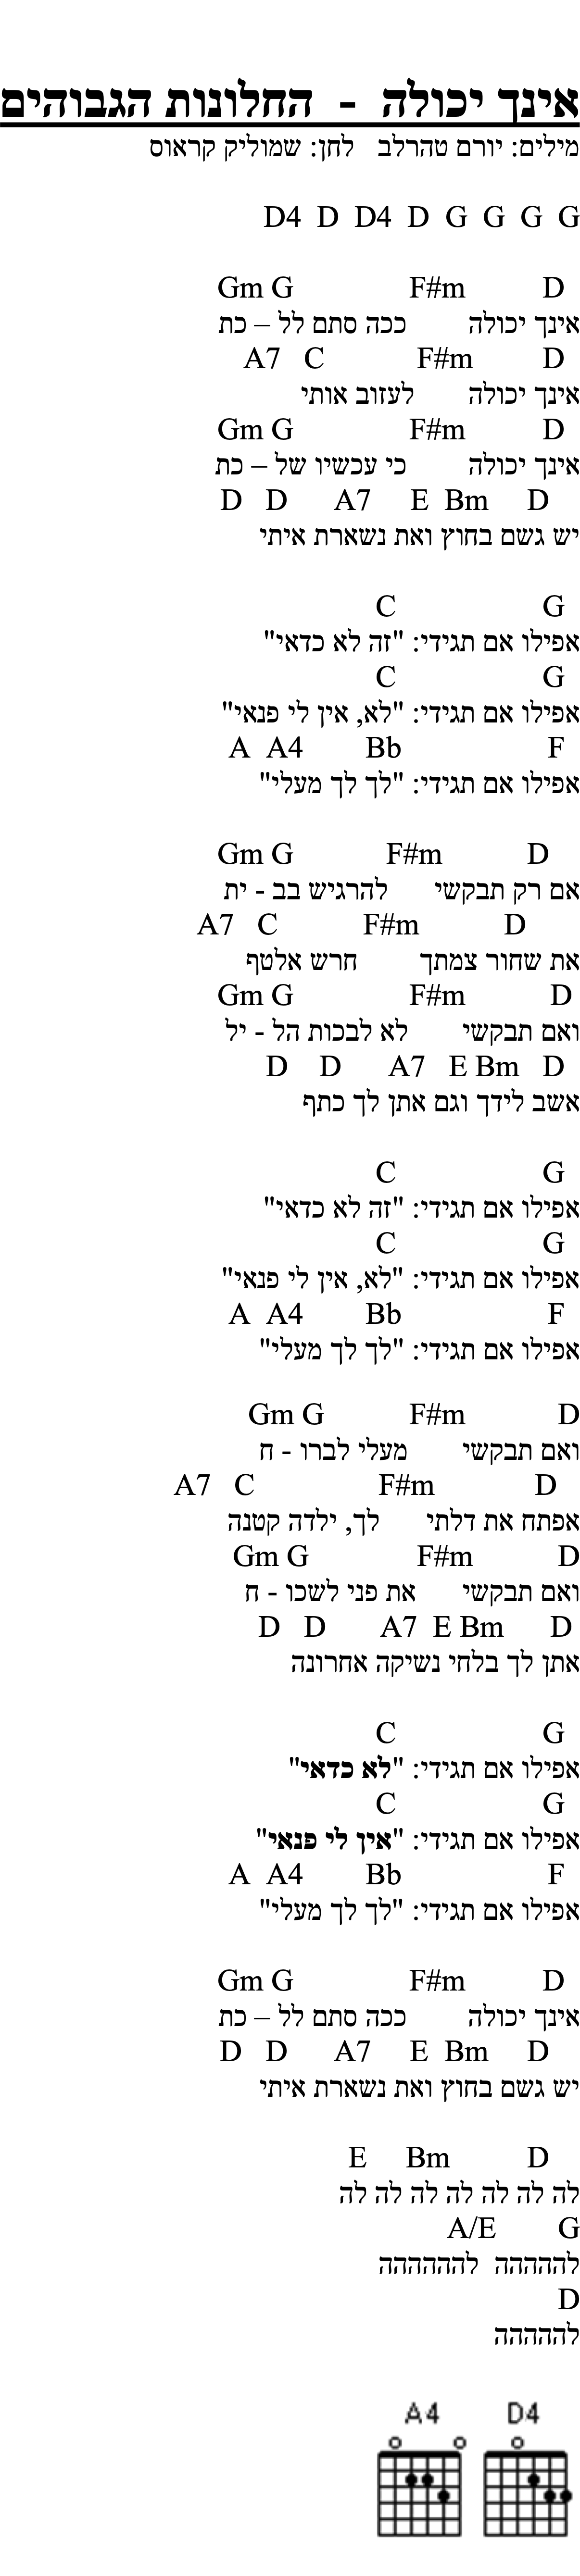 אינך יכולה - החלונות הגבוהים
מילים: יורם טהרלב לחן: שמוליק קראוס
D4 D D4 D G G G G
Gm G F#m D
אינך יכולה ככה סתם לל – כת
A7 C F#m D
אינך יכולה לעזוב אותי
Gm G F#m D
אינך יכולה כי עכשיו של – כת
D D A7 E Bm D
יש גשם בחוץ ואת נשארת איתי
C G
אפילו אם תגידי: "זה לא כדאי"
C G
אפילו אם תגידי: "לא, אין לי פנאי"
A A4 Bb F
אפילו אם תגידי: "לך לך מעלי"
Gm G F#m D
אם רק תבקשי להרגיש בב - ית
A7 C F#m D
את שחור צמתך חרש אלטף
Gm G F#m D
ואם תבקשי לא לבכות הל - יל
D D A7 E Bm D
אשב לידך וגם אתן לך כתף
C G
אפילו אם תגידי: "זה לא כדאי"
C G
אפילו אם תגידי: "לא, אין לי פנאי"
A A4 Bb F
אפילו אם תגידי: "לך לך מעלי"
Gm G F#m D
ואם תבקשי מעלי לברו - ח
A7 C F#m D
אפתח את דלתי לך, ילדה קטנה
Gm G F#m D
ואם תבקשי את פני לשכו - ח
D D A7 E Bm D
אתן לך בלחי נשיקה אחרונה
C G
אפילו אם תגידי: "לא כדאי"
C G
אפילו אם תגידי: "אין לי פנאי"
A A4 Bb F
אפילו אם תגידי: "לך לך מעלי"
Gm G F#m D
אינך יכולה ככה סתם לל – כת
D D A7 E Bm D
יש גשם בחוץ ואת נשארת איתי
E Bm D
לה לה לה לה לה לה לה
A/E G
להההההה לההההההה
D
להההההה
A4 D4